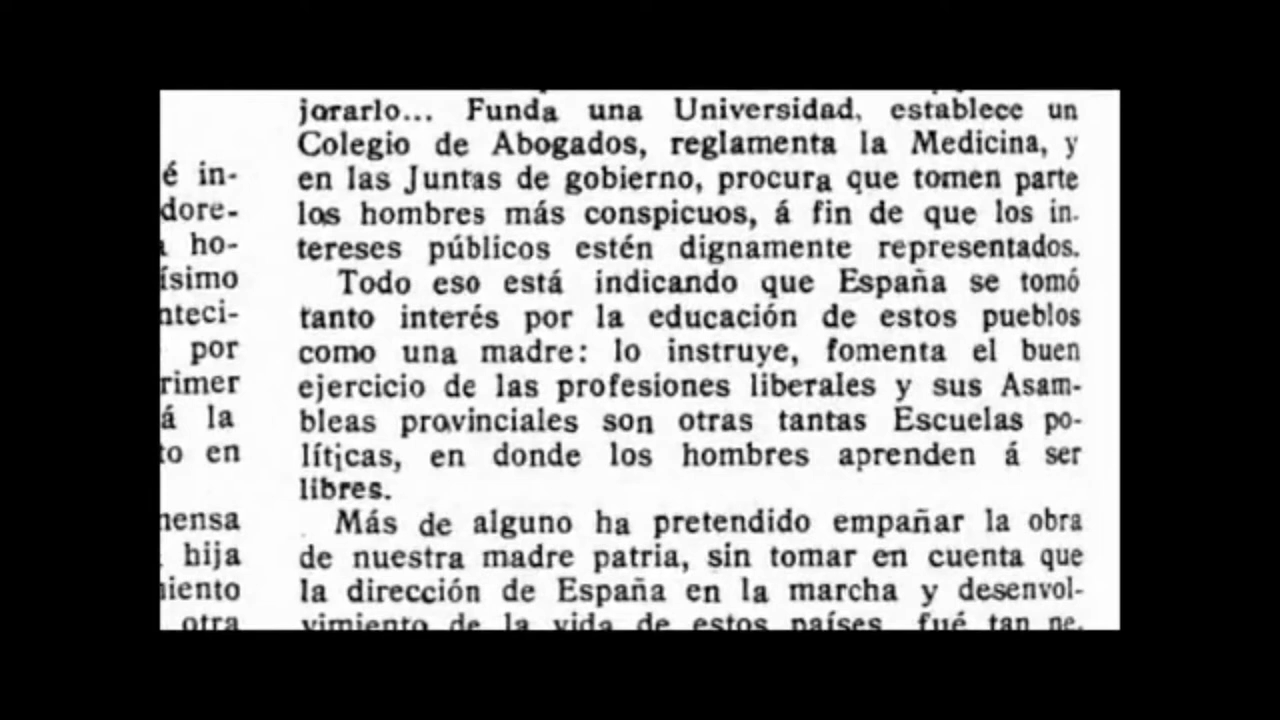 é in-
dore-
ho-
ísimo
nteci-
por
rimer
á la
to en
mensa
hija
miento
otra
jorarlo... Funda una Universidad, establece un
Colegio de Abogados, reglamenta la Medicina, y
en las Juntas de gobierno, procura que tomen parte
los hombres más conspicuos, á fin de que los in-
tereses públicos estén dignamente representados.
Todo eso está indicando que España se tomó
tanto interés por la educación de estos pueblos
como una madre: lo instruye, fomenta el buen
ejercicio de las profesiones liberales y sus Asam-
bleas provinciales son otras tantas Escuelas po-
líticas, en donde los hombres aprenden á ser
libres.
Más de alguno ha pretendido empañar la obra
de nuestra madre patria, sin tomar en cuenta que
la dirección de España en la marcha y desenvol-
vimiento de la vida de estos países fué tan ne-